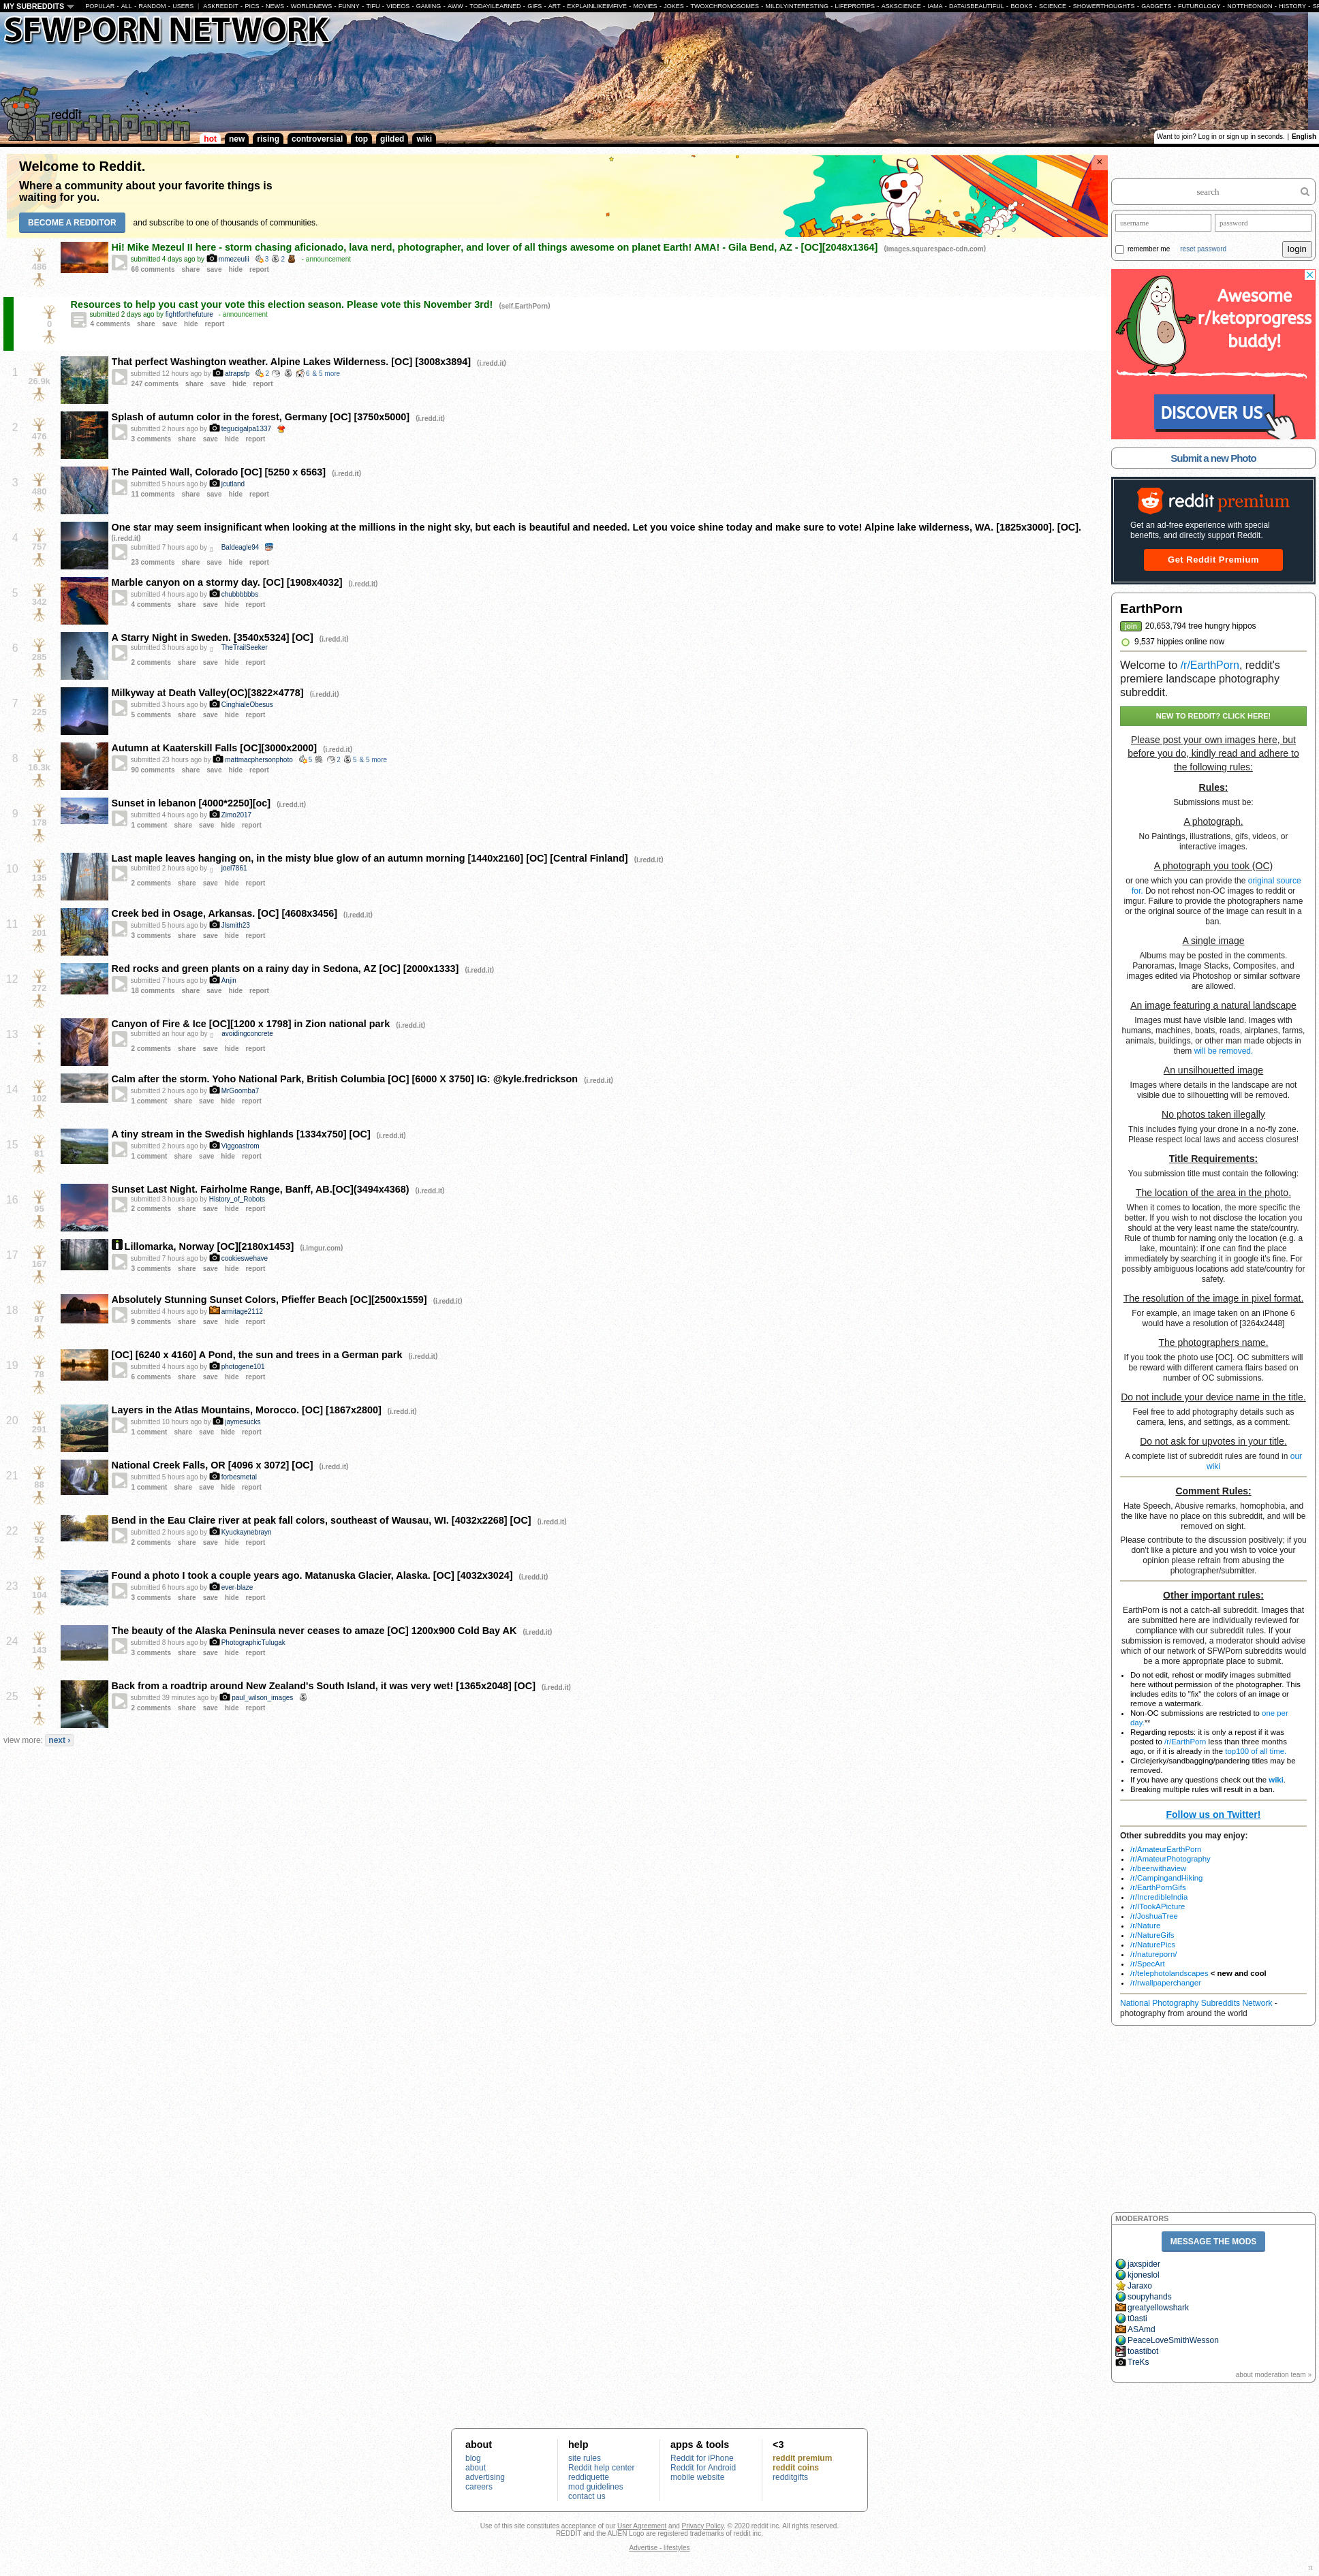 MY SUBREDDITS POPULAR - ALL - RANDOM - USERS | ASKREDDIT - PICS - NEWS - WORLDNEWS - FUNNY - TIFU - VIDEOS - GAMING - AWW - TODAYILEARNED - GIFS - ART - EXPLAINLIKEIMFIVE - MOVIES - JOKES - TWOXCHROMOSOMES - MILDLYINTERESTING - LIFEPROTIPS - ASKSCIENCE - IAMA - DATAISBEAUTIFUL - BOOKS - SCIENCE - SHOWERTHOUGHTS - GADGETS - FUTUROLOGY - NOTTHEONION - HISTORY - SP
SFWPORN NETWORK
reddit
EarthPorn
hot new rising controversial top gilded wiki
Want to join? Log in or sign up in seconds. | English
Welcome to Reddit.
Where a community about your favorite things is
waiting for you.
BECOME A REDDITOR and subscribe to one of thousands of communities.
×
486
Hi! Mike Mezeul II here - storm chasing aficionado, lava nerd, photographer, and lover of all things awesome on planet Earth! AMA! - Gila Bend, AZ - [OC][2048x1364] (images.squarespace-cdn.com)
submitted 4 days ago by mmezeulii 3 2 - announcement
66 comments share save hide report
0
Resources to help you cast your vote this election season. Please vote this November 3rd! (self.EarthPorn)
submitted 2 days ago by fightforthefuture - announcement
4 comments share save hide report
1
26.9k
That perfect Washington weather. Alpine Lakes Wilderness. [OC] [3008x3894] (i.redd.it)
submitted 12 hours ago by atrapsfp 2 6 & 5 more
247 comments share save hide report
2
476
Splash of autumn color in the forest, Germany [OC] [3750x5000] (i.redd.it)
submitted 2 hours ago by tegucigalpa1337
3 comments share save hide report
3
480
The Painted Wall, Colorado [OC] [5250 x 6563] (i.redd.it)
submitted 5 hours ago by jcutland
11 comments share save hide report
4
757
One star may seem insignificant when looking at the millions in the night sky, but each is beautiful and needed. Let you voice shine today and make sure to vote! Alpine lake wilderness, WA. [1825x3000]. [OC].
(i.redd.it)
submitted 7 hours ago by Baldeagle94
23 comments share save hide report
5
342
Marble canyon on a stormy day. [OC] [1908x4032] (i.redd.it)
submitted 4 hours ago by chubbbbbbs
4 comments share save hide report
6
285
A Starry Night in Sweden. [3540x5324] [OC] (i.redd.it)
submitted 3 hours ago by TheTrailSeeker
2 comments share save hide report
7
225
Milkyway at Death Valley(OC)[3822×4778] (i.redd.it)
submitted 3 hours ago by CinghialeObesus
5 comments share save hide report
8
16.3k
Autumn at Kaaterskill Falls [OC][3000x2000] (i.redd.it)
submitted 23 hours ago by mattmacphersonphoto 5 2 5 & 5 more
90 comments share save hide report
9
178
Sunset in lebanon [4000*2250][oc] (i.redd.it)
submitted 4 hours ago by Zimo2017
1 comment share save hide report
10
135
Last maple leaves hanging on, in the misty blue glow of an autumn morning [1440x2160] [OC] [Central Finland] (i.redd.it)
submitted 2 hours ago by joel7861
2 comments share save hide report
11
201
Creek bed in Osage, Arkansas. [OC] [4608x3456] (i.redd.it)
submitted 5 hours ago by Jlsmith23
3 comments share save hide report
12
272
Red rocks and green plants on a rainy day in Sedona, AZ [OC] [2000x1333] (i.redd.it)
submitted 7 hours ago by Anjin
18 comments share save hide report
13
•
Canyon of Fire & Ice [OC][1200 x 1798] in Zion national park (i.redd.it)
submitted an hour ago by avoidingconcrete
2 comments share save hide report
14
102
Calm after the storm. Yoho National Park, British Columbia [OC] [6000 X 3750] IG: @kyle.fredrickson (i.redd.it)
submitted 2 hours ago by MrGoomba7
1 comment share save hide report
15
81
A tiny stream in the Swedish highlands [1334x750] [OC] (i.redd.it)
submitted 2 hours ago by Viggoastrom
1 comment share save hide report
16
95
Sunset Last Night. Fairholme Range, Banff, AB.[OC](3494x4368) (i.redd.it)
submitted 3 hours ago by History_of_Robots
2 comments share save hide report
17
167
Lillomarka, Norway [OC][2180x1453] (i.imgur.com)
submitted 7 hours ago by cookieswehave
3 comments share save hide report
18
87
Absolutely Stunning Sunset Colors, Pfieffer Beach [OC][2500x1559] (i.redd.it)
submitted 4 hours ago by armitage2112
9 comments share save hide report
19
78
[OC] [6240 x 4160] A Pond, the sun and trees in a German park (i.redd.it)
submitted 4 hours ago by photogene101
6 comments share save hide report
20
291
Layers in the Atlas Mountains, Morocco. [OC] [1867x2800] (i.redd.it)
submitted 10 hours ago by jaymesucks
1 comment share save hide report
21
88
National Creek Falls, OR [4096 x 3072] [OC] (i.redd.it)
submitted 5 hours ago by forbesmetal
1 comment share save hide report
22
52
Bend in the Eau Claire river at peak fall colors, southeast of Wausau, WI. [4032x2268] [OC] (i.redd.it)
submitted 2 hours ago by Kyuckaynebrayn
2 comments share save hide report
23
104
Found a photo I took a couple years ago. Matanuska Glacier, Alaska. [OC] [4032x3024] (i.redd.it)
submitted 6 hours ago by ever-blaze
3 comments share save hide report
24
143
The beauty of the Alaska Peninsula never ceases to amaze [OC] 1200x900 Cold Bay AK (i.redd.it)
submitted 8 hours ago by PhotographicTulugak
3 comments share save hide report
25
•
Back from a roadtrip around New Zealand's South Island, it was very wet! [1365x2048] [OC] (i.redd.it)
submitted 39 minutes ago by paul_wilson_images
2 comments share save hide report
view more: next ›
search
username password
remember me reset password login
Awesome
r/ketoprogress
buddy!
DISCOVER US
Submit a new Photo
reddit premium
Get an ad-free experience with special
benefits, and directly support Reddit.
Get Reddit Premium
EarthPorn
join 20,653,794 tree hungry hippos
9,537 hippies online now
Welcome to /r/EarthPorn, reddit's
premiere landscape photography
subreddit.
NEW TO REDDIT? CLICK HERE!
Please post your own images here, but
before you do, kindly read and adhere to
the following rules:
Rules:
Submissions must be:
A photograph.
No Paintings, illustrations, gifs, videos, or
interactive images.
A photograph you took (OC)
or one which you can provide the original source
for. Do not rehost non-OC images to reddit or
imgur. Failure to provide the photographers name
or the original source of the image can result in a
ban.
A single image
Albums may be posted in the comments.
Panoramas, Image Stacks, Composites, and
images edited via Photoshop or similar software
are allowed.
An image featuring a natural landscape
Images must have visible land. Images with
humans, machines, boats, roads, airplanes, farms,
animals, buildings, or other man made objects in
them will be removed.
An unsilhouetted image
Images where details in the landscape are not
visible due to silhouetting will be removed.
No photos taken illegally
This includes flying your drone in a no-fly zone.
Please respect local laws and access closures!
Title Requirements:
You submission title must contain the following:
The location of the area in the photo.
When it comes to location, the more specific the
better. If you wish to not disclose the location you
should at the very least name the state/country.
Rule of thumb for naming only the location (e.g. a
lake, mountain): if one can find the place
immediately by searching it in google it's fine. For
possibly ambiguous locations add state/country for
safety.
The resolution of the image in pixel format.
For example, an image taken on an iPhone 6
would have a resolution of [3264x2448]
The photographers name.
If you took the photo use [OC]. OC submitters will
be reward with different camera flairs based on
number of OC submissions.
Do not include your device name in the title.
Feel free to add photography details such as
camera, lens, and settings, as a comment.
Do not ask for upvotes in your title.
A complete list of subreddit rules are found in our
wiki
Comment Rules:
Hate Speech, Abusive remarks, homophobia, and
the like have no place on this subreddit, and will be
removed on sight.
Please contribute to the discussion positively; if you
don't like a picture and you wish to voice your
opinion please refrain from abusing the
photographer/submitter.
Other important rules:
EarthPorn is not a catch-all subreddit. Images that
are submitted here are individually reviewed for
compliance with our subreddit rules. If your
submission is removed, a moderator should advise
which of our network of SFWPorn subreddits would
be a more appropriate place to submit.
• Do not edit, rehost or modify images submitted
here without permission of the photographer. This
includes edits to "fix" the colors of an image or
remove a watermark.
• Non-OC submissions are restricted to one per
day.**
• Regarding reposts: it is only a repost if it was
posted to /r/EarthPorn less than three months
ago, or if it is already in the top100 of all time.
• Circlejerky/sandbagging/pandering titles may be
removed.
• If you have any questions check out the wiki.
• Breaking multiple rules will result in a ban.
Follow us on Twitter!
Other subreddits you may enjoy:
• /r/AmateurEarthPorn
• /r/AmateurPhotography
• /r/beerwithaview
• /r/CampingandHiking
• /r/EarthPornGifs
• /r/IncredibleIndia
• /r/ITookAPicture
• /r/JoshuaTree
• /r/Nature
• /r/NatureGifs
• /r/NaturePics
• /r/natureporn/
• /r/SpecArt
• /r/telephotolandscapes < new and cool
• /r/rwallpaperchanger
National Photography Subreddits Network -
photography from around the world
MODERATORS
MESSAGE THE MODS
jaxspider
kjoneslol
Jaraxo
soupyhands
greatyellowshark
t0asti
ASAmd
PeaceLoveSmithWesson
toastibot
TreKs
about moderation team »
about
blog
about
advertising
careers
help
site rules
Reddit help center
reddiquette
mod guidelines
contact us
apps & tools
Reddit for iPhone
Reddit for Android
mobile website
<3
reddit premium
reddit coins
redditgifts
Use of this site constitutes acceptance of our User Agreement and Privacy Policy. © 2020 reddit inc. All rights reserved.
REDDIT and the ALIEN Logo are registered trademarks of reddit inc.
Advertise - lifestyles
π